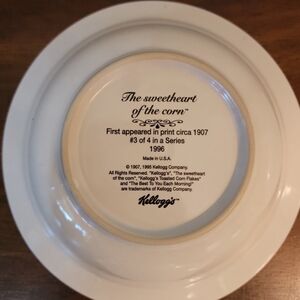 The sweetheart
of the corn™
First appeared in print circa 1907
#3 of 4 in a Series
1996
Made in U.S.A.
© 1907, 1995 Kellogg Company.
All Rights Reserved. "Kellogg's", "The sweetheart
of the corn", "Kellogg's Toasted Corn Flakes"
and "The Best To You Each Morning!"
are trademarks of Kellogg Company.
Kellogg's™